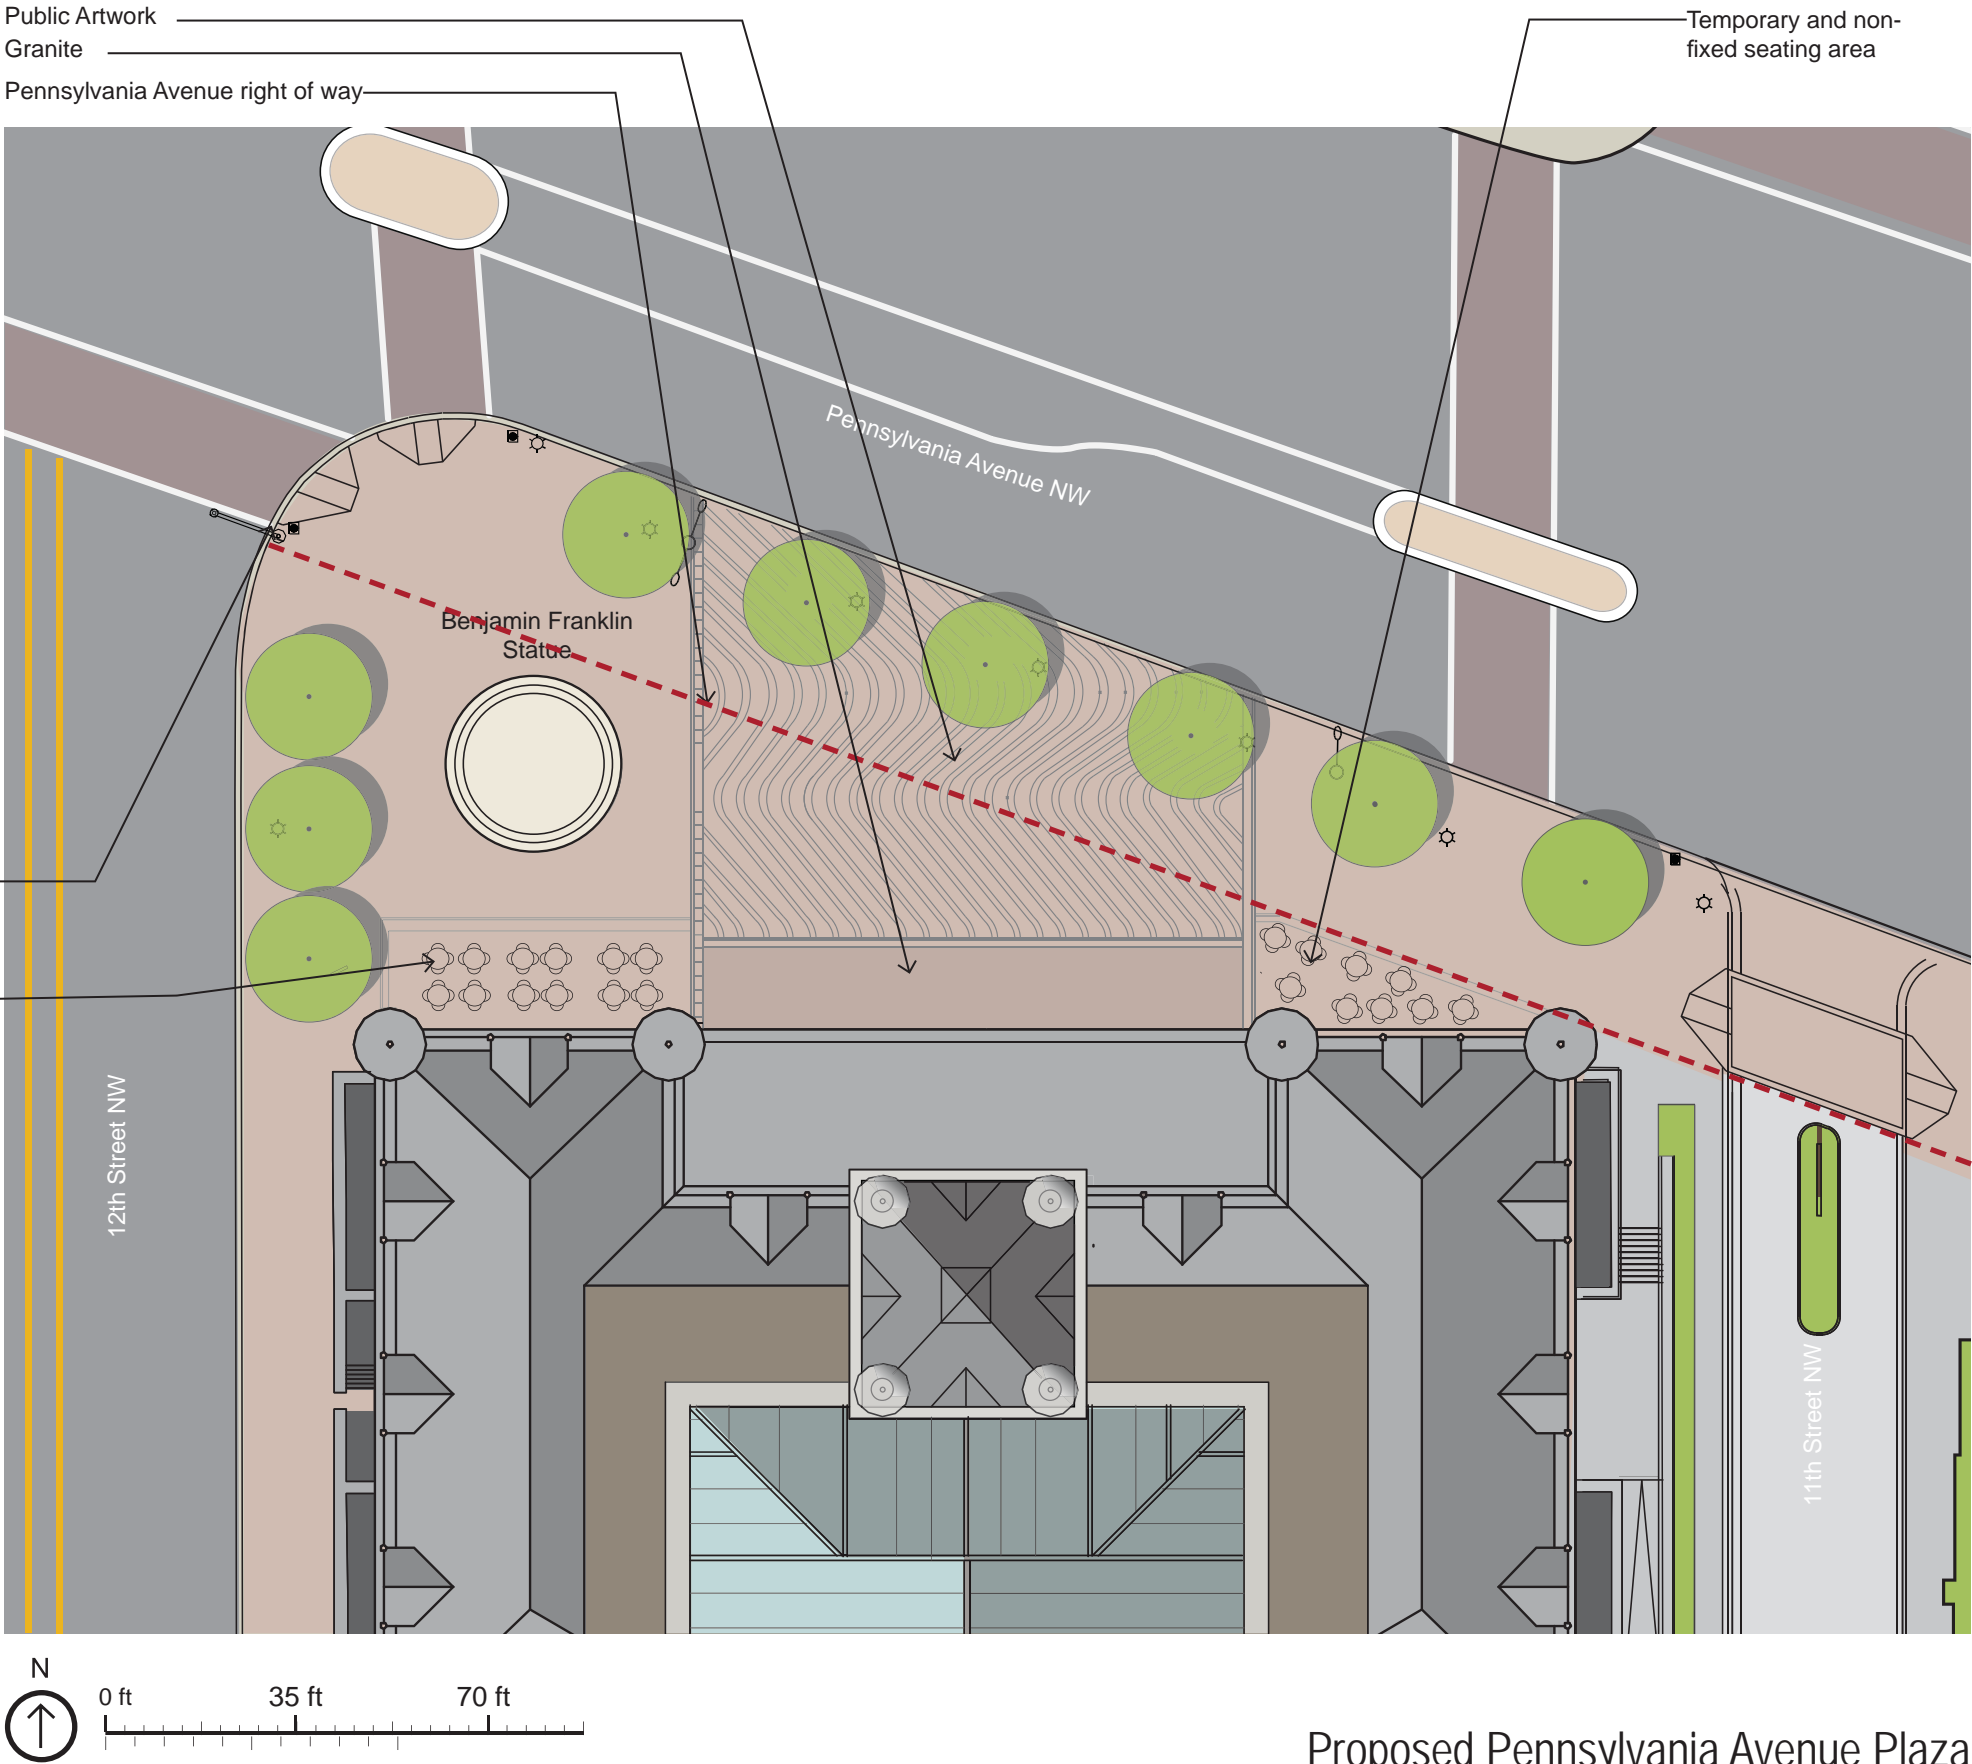 Public Artwork
Granite
Pennsylvania Avenue right of way
Temporary and non-
fixed seating area
Pennsylvania Avenue NW
Benjamin Franklin
Statue
12th Street NW
11th Street NW
N
0 ft 35 ft 70 ft
Proposed Pennsylvania Avenue Plaza